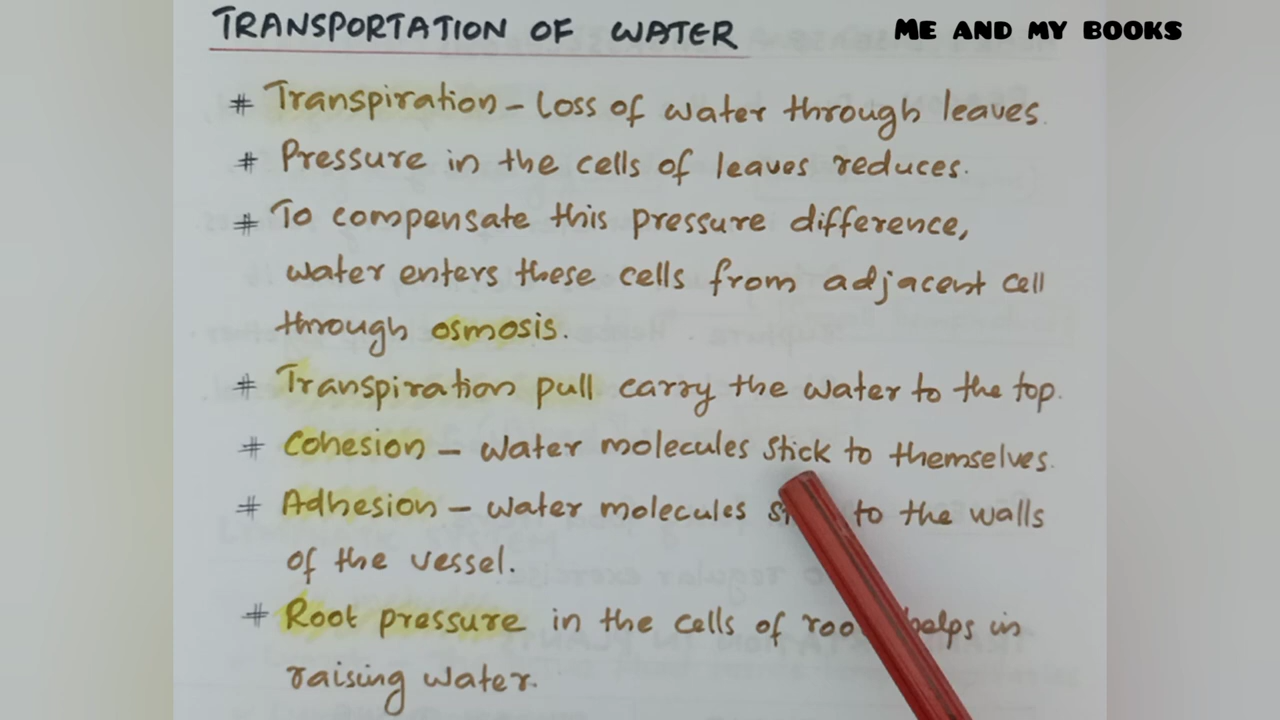 TRANSPORTATION OF WATER
ME AND MY BOOKS
# Transpiration - Loss of water through leaves.
# Pressure in the cells of leaves reduces.
# To compensate this pressure difference,
water enters these cells from adjacent cell
through osmosis.
# Transpiration pull carry the water to the top.
# Cohesion - water molecules stick to themselves.
# Adhesion - water molecules to the walls
of the vessel.
# Root pressure in the cells of helps in
raising water.